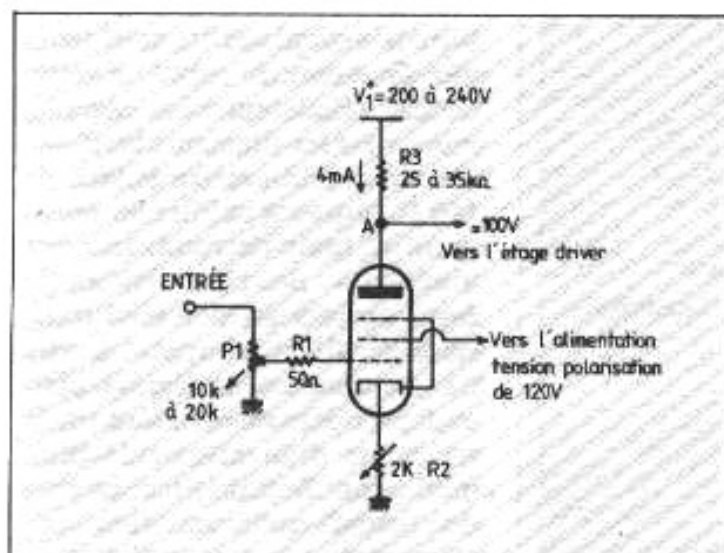 V₁⁺=200 à 240V
R3
4mA
25 à 35kΩ
A
≃100V
Vers l'étage driver
ENTRÉE
P1
R1
50Ω
10k
à 20k
Vers l'alimentation
tension polarisation
de 120V
2K R2